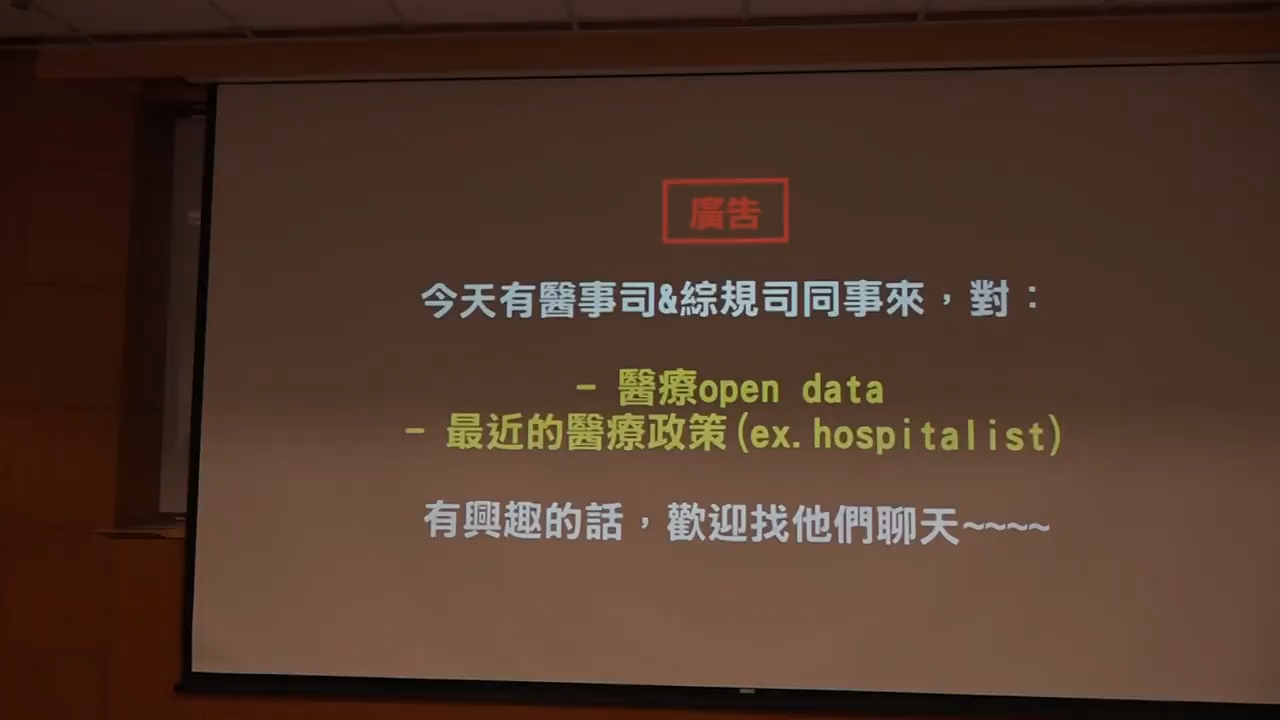 廣告
今天有醫事司&綜規司同事來，對：
- 醫療open data
- 最近的醫療政策(ex.hospitalist)
有興趣的話，歡迎找他們聊天~~~~